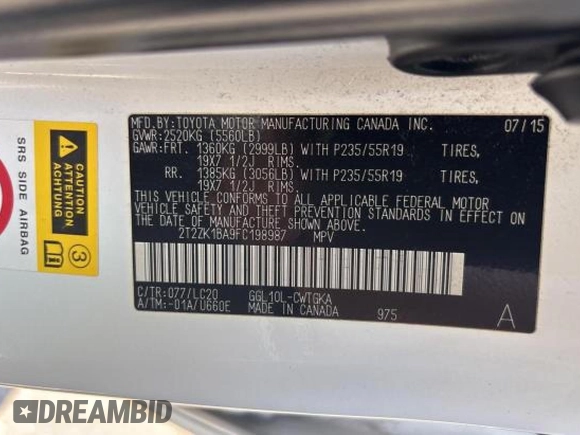 MFD.BY:TOYOTA MOTOR MANUFACTURING CANADA INC. 07/15
GVWR:2520KG (5560LB)
GAWR:FRT. 1360KG (2999LB) WITH P235/55R19 TIRES,
19X7 1/2J RIMS.
RR. 1385KG (3056LB) WITH P235/55R19 TIRES,
19X7 1/2J RIMS.
THIS VEHICLE CONFORMS TO ALL APPLICABLE FEDERAL MOTOR
VEHICLE SAFETY AND THEFT PREVENTION STANDARDS IN EFFECT ON
THE DATE OF MANUFACTURE SHOWN ABOVE.
2T2ZK1BA9FC198987 MPV
C/TR:077/LC20 GGL10L-CWTGKA
A/TM:-01A/U660E MADE IN CANADA 975 A
SRS SIDE AIRBAG
CAUTION
ATTENTION
ACHTUNG
3
DREAMBID